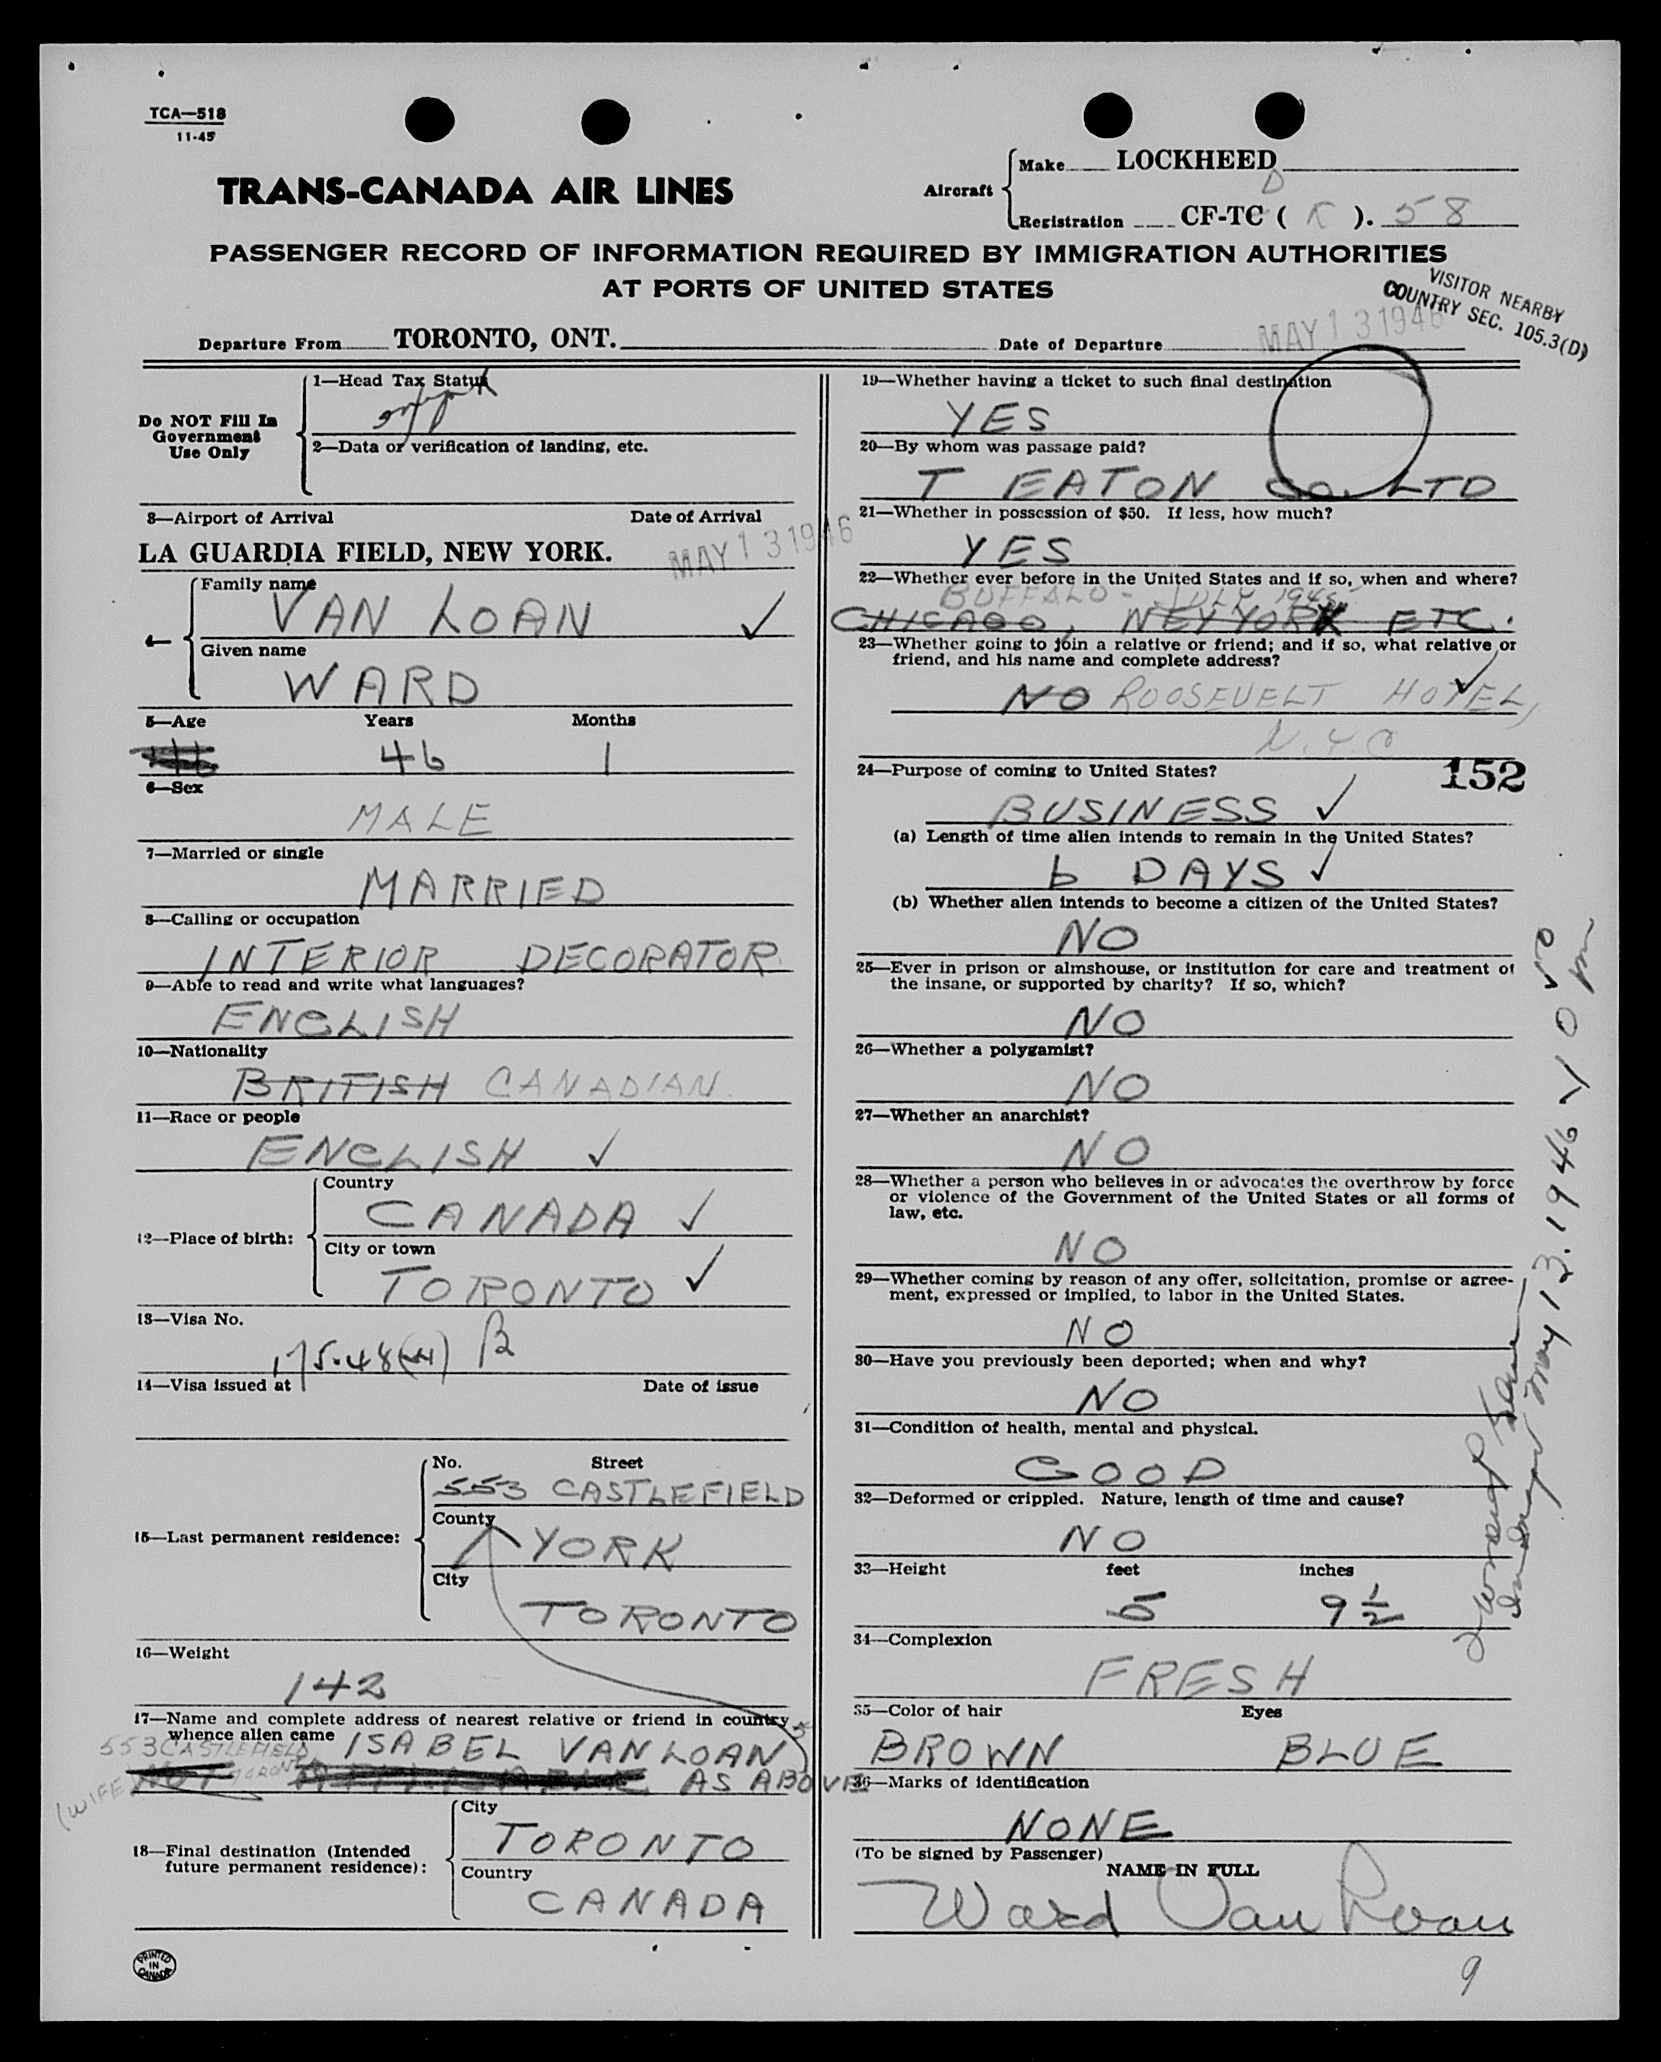 TCA—518
11-45
TRANS-CANADA AIR LINES
Aircraft
Make LOCKHEED
D
Registration CF-TC ( K ). 58
PASSENGER RECORD OF INFORMATION REQUIRED BY IMMIGRATION AUTHORITIES
AT PORTS OF UNITED STATES
VISITOR NEARBY
COUNTRY SEC. 105.3(D)
Departure From TORONTO, ONT.
Date of Departure MAY 13 1946
Do NOT Fill In
Government
Use Only
1—Head Tax Status
2—Data or verification of landing, etc.
3—Airport of Arrival Date of Arrival
LA GUARDIA FIELD, NEW YORK. MAY 13 1946
4—
Family name
VAN LOAN
Given name
WARD
5—Age Years Months
46 1
6—Sex
MALE
7—Married or single
MARRIED
8—Calling or occupation
INTERIOR DECORATOR
9—Able to read and write what languages?
ENGLISH
10—Nationality
BRITISH CANADIAN
11—Race or people
ENGLISH
12—Place of birth:
Country
CANADA
City or town
TORONTO
13—Visa No.
175.48
14—Visa issued at Date of issue
15—Last permanent residence:
No. Street
553 CASTLEFIELD
County
YORK
City
TORONTO
16—Weight
142
17—Name and complete address of nearest relative or friend in country
whence alien came ISABEL VAN LOAN
553 CASTLEFIELD
TORONTO
(WIFE NOT AS ABOVE
18—Final destination (Intended
future permanent residence):
City
TORONTO
Country
CANADA
PRINTED
IN
CANADA
19—Whether having a ticket to such final destination
YES
20—By whom was passage paid?
T EATON CO. LTD
21—Whether in possession of $50. If less, how much?
YES
22—Whether ever before in the United States and if so, when and where?
BUFFALO - JULY 1945
CHICAGO, NEW YORK ETC.
23—Whether going to join a relative or friend; and if so, what relative or
friend, and his name and complete address?
NO ROOSEVELT HOTEL,
N.Y.C
24—Purpose of coming to United States?
152
BUSINESS
(a) Length of time alien intends to remain in the United States?
6 DAYS
(b) Whether alien intends to become a citizen of the United States?
NO
25—Ever in prison or almshouse, or institution for care and treatment of
the insane, or supported by charity? If so, which?
NO
26—Whether a polygamist?
NO
27—Whether an anarchist?
NO
28—Whether a person who believes in or advocates the overthrow by force
or violence of the Government of the United States or all forms of
law, etc.
NO
29—Whether coming by reason of any offer, solicitation, promise or agree-
ment, expressed or implied, to labor in the United States.
NO
30—Have you previously been deported; when and why?
NO
31—Condition of health, mental and physical.
GOOD
32—Deformed or crippled. Nature, length of time and cause?
NO
33—Height feet inches
5 9 1/2
34—Complexion
FRESH
35—Color of hair Eyes
BROWN BLUE
36—Marks of identification
NONE
(To be signed by Passenger)
NAME IN FULL
Ward Van Loan
9
May 13. 1946